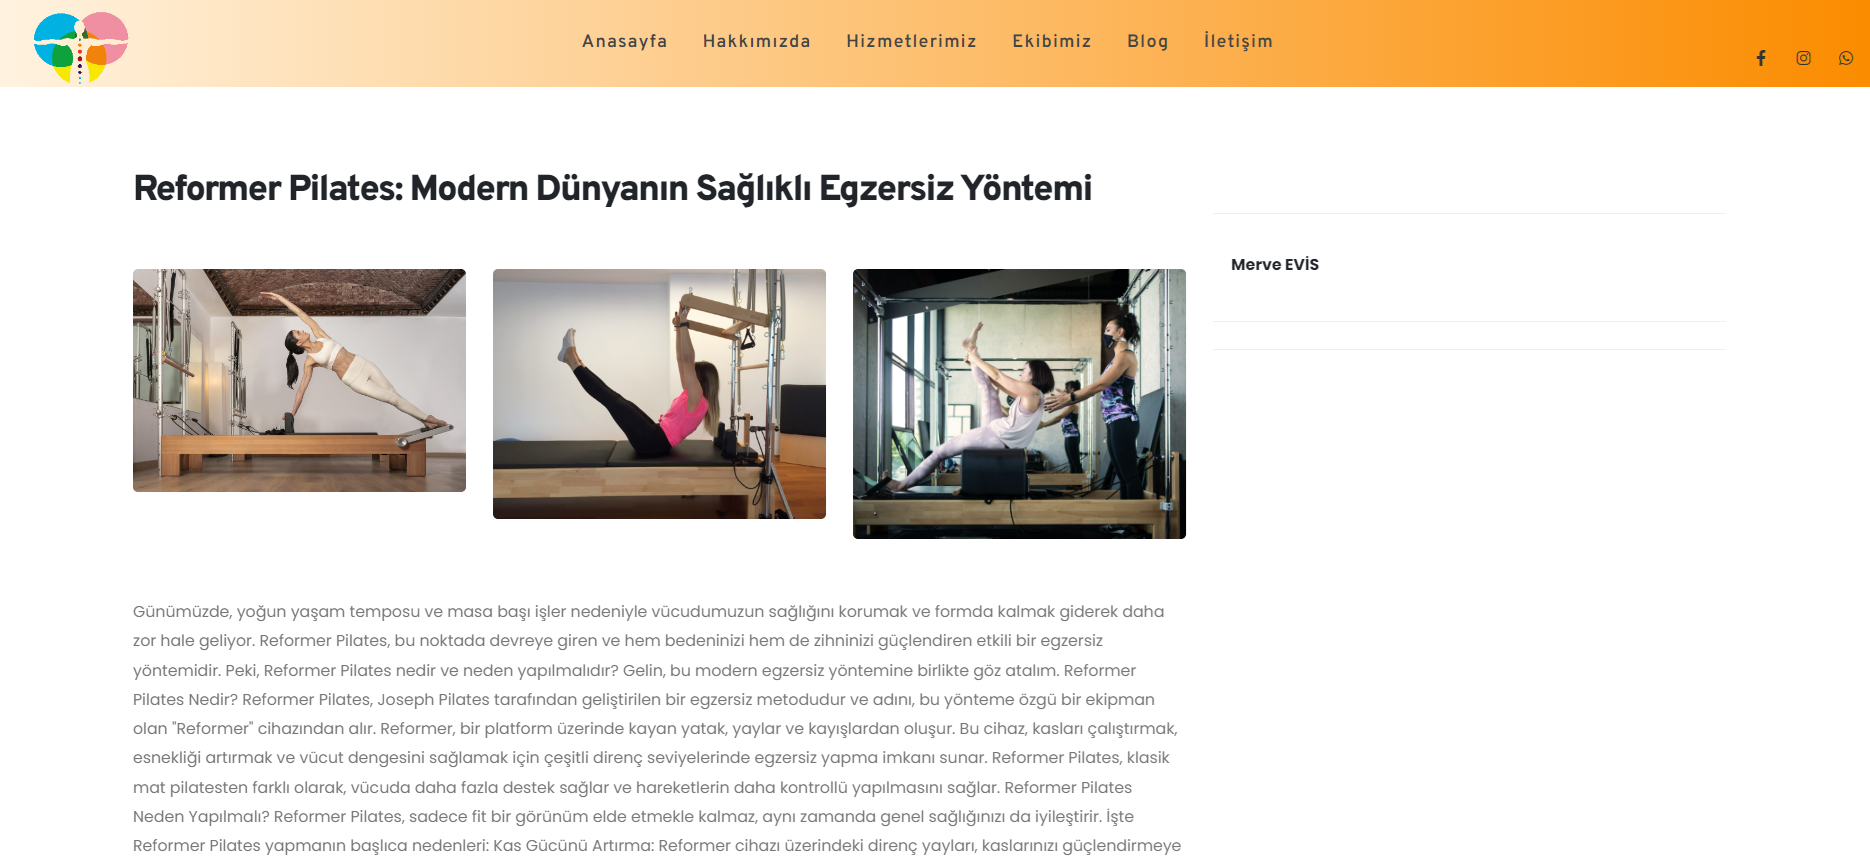 Anasayfa Hakkımızda Hizmetlerimiz Ekibimiz Blog İletişim
Reformer Pilates: Modern Dünyanın Sağlıklı Egzersiz Yöntemi
Merve EVİS
Günümüzde, yoğun yaşam temposu ve masa başı işler nedeniyle vücudumuzun sağlığını korumak ve formda kalmak giderek daha
zor hale geliyor. Reformer Pilates, bu noktada devreye giren ve hem bedeninizi hem de zihninizi güçlendiren etkili bir egzersiz
yöntemidir. Peki, Reformer Pilates nedir ve neden yapılmalıdır? Gelin, bu modern egzersiz yöntemine birlikte göz atalım. Reformer
Pilates Nedir? Reformer Pilates, Joseph Pilates tarafından geliştirilen bir egzersiz metodudur ve adını, bu yönteme özgü bir ekipman
olan "Reformer" cihazından alır. Reformer, bir platform üzerinde kayan yatak, yaylar ve kayışlardan oluşur. Bu cihaz, kasları çalıştırmak,
esnekliği artırmak ve vücut dengesini sağlamak için çeşitli direnç seviyelerinde egzersiz yapma imkanı sunar. Reformer Pilates, klasik
mat pilatesten farklı olarak, vücuda daha fazla destek sağlar ve hareketlerin daha kontrollü yapılmasını sağlar. Reformer Pilates
Neden Yapılmalı? Reformer Pilates, sadece fit bir görünüm elde etmekle kalmaz, aynı zamanda genel sağlığınızı da iyileştirir. İşte
Reformer Pilates yapmanın başlıca nedenleri: Kas Gücünü Artırma: Reformer cihazı üzerindeki direnç yayları, kaslarınızı güçlendirmeye